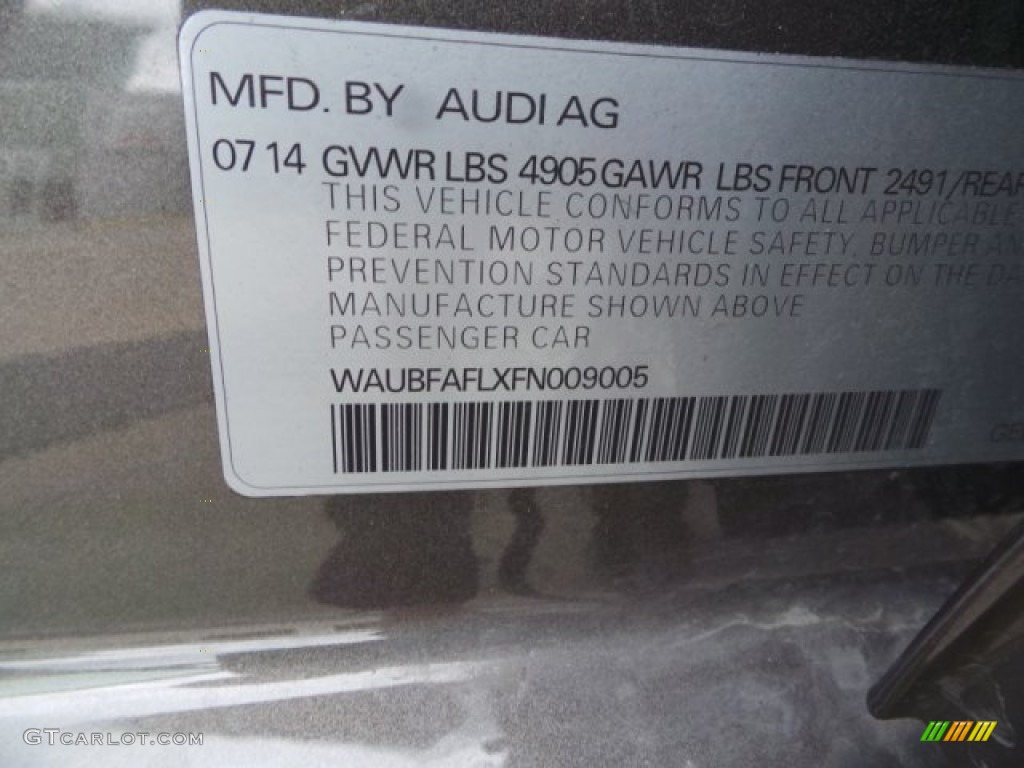 MFD. BY AUDI AG
07 14 GVWR LBS 4905 GAWR LBS FRONT 2491/REAR
THIS VEHICLE CONFORMS TO ALL APPLICABLE
FEDERAL MOTOR VEHICLE SAFETY, BUMPER
PREVENTION STANDARDS IN EFFECT ON THE
MANUFACTURE SHOWN ABOVE
PASSENGER CAR
WAUBFAFLXFN009005
GTCARLOT.COM